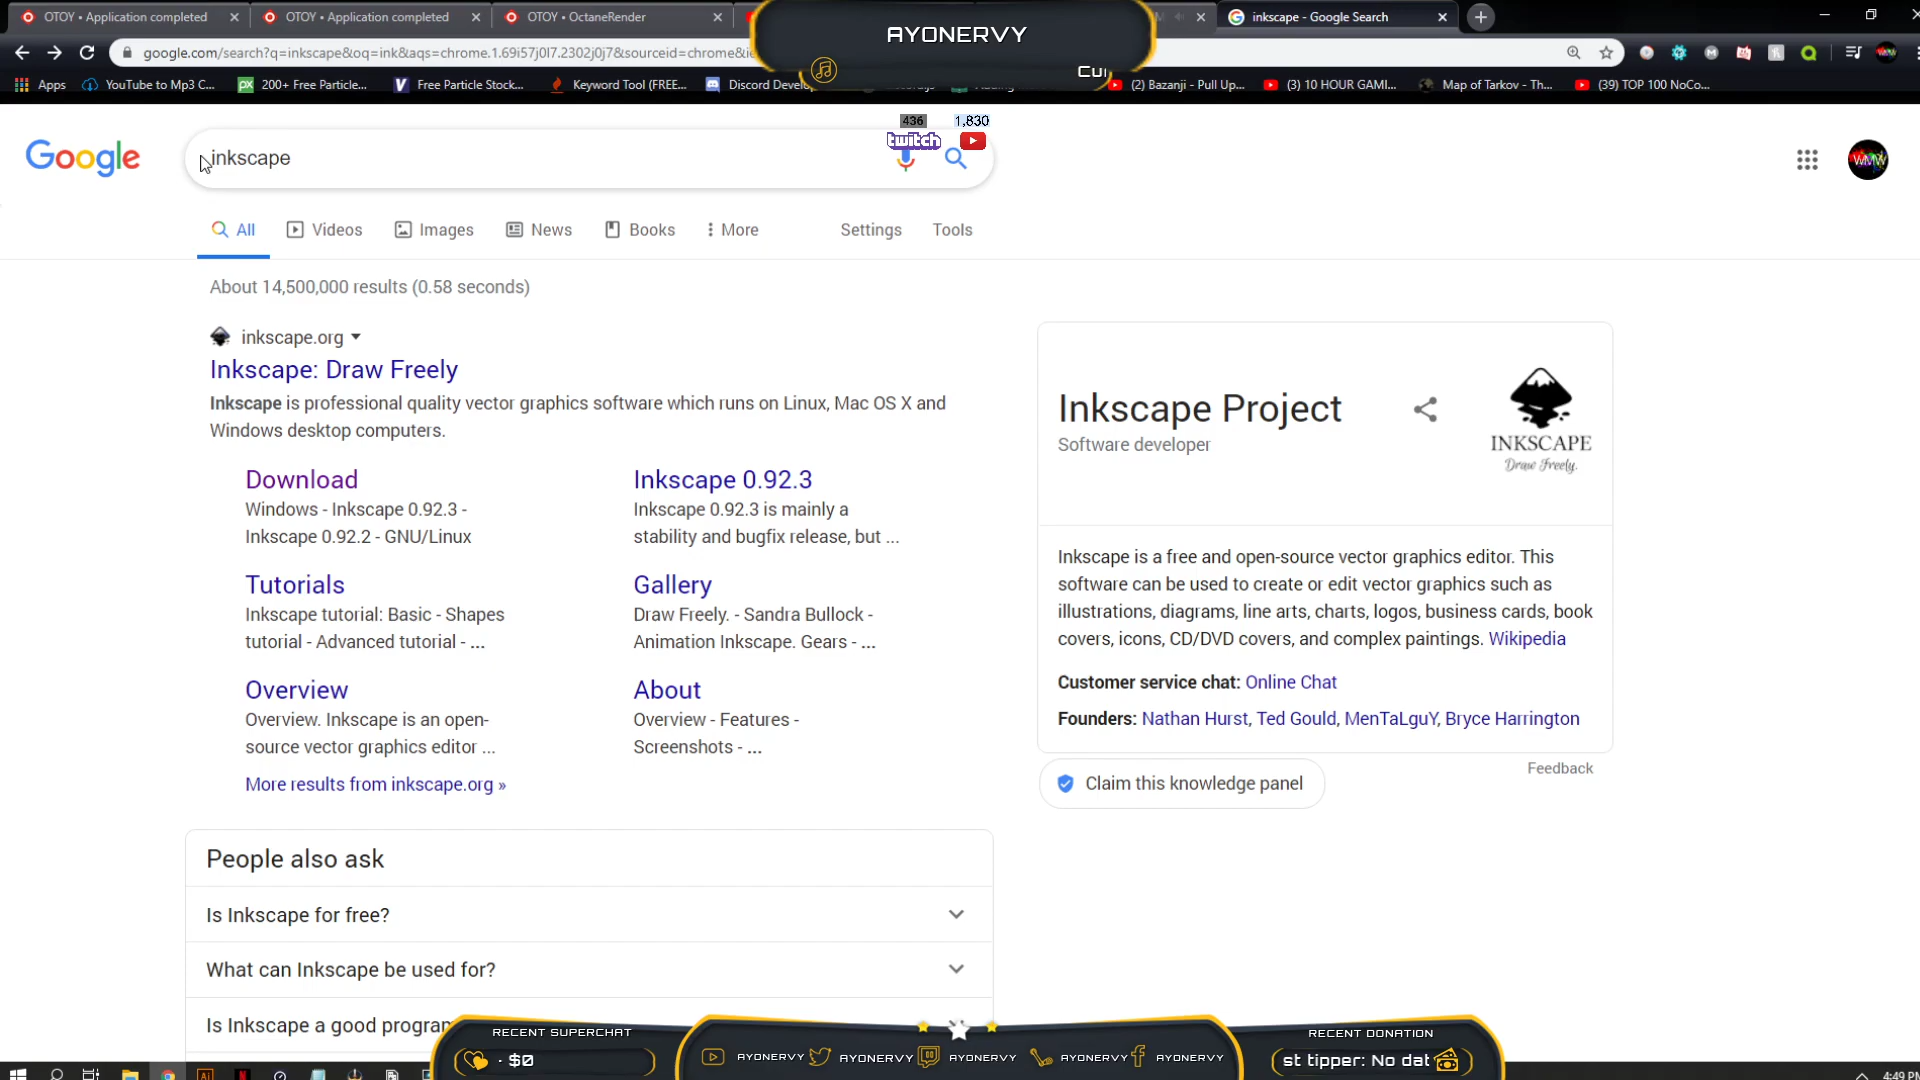 OTOY • Application completed
OTOY • Application completed
OTOY • OctaneRender
inkscape - Google Search
AYONERVY
google.com/search?q=inkscape&oq=ink&aqs=chrome.1.69i57j0l7.2302j0j7&sourceid=chrome&ie
Apps
YouTube to Mp3 C...
200+ Free Particle...
Free Particle Stock...
Keyword Tool (FREE...
Discord Develop
(2) Bazanji - Pull Up...
(3) 10 HOUR GAMI...
Map of Tarkov - Th...
(39) TOP 100 NoCo...
436
1,830
twitch
Google
inkscape
WMW
All
Videos
Images
News
Books
More
Settings
Tools
About 14,500,000 results (0.58 seconds)
inkscape.org
Inkscape: Draw Freely
Inkscape is professional quality vector graphics software which runs on Linux, Mac OS X and
Windows desktop computers.
Download
Windows - Inkscape 0.92.3 -
Inkscape 0.92.2 - GNU/Linux
Inkscape 0.92.3
Inkscape 0.92.3 is mainly a
stability and bugfix release, but ...
Tutorials
Inkscape tutorial: Basic - Shapes
tutorial - Advanced tutorial - ...
Gallery
Draw Freely. - Sandra Bullock -
Animation Inkscape. Gears - ...
Overview
Overview. Inkscape is an open-
source vector graphics editor ...
About
Overview - Features -
Screenshots - ...
More results from inkscape.org »
Inkscape Project
Software developer
INKSCAPE
Draw Freely.
Inkscape is a free and open-source vector graphics editor. This
software can be used to create or edit vector graphics such as
illustrations, diagrams, line arts, charts, logos, business cards, book
covers, icons, CD/DVD covers, and complex paintings. Wikipedia
Customer service chat: Online Chat
Founders: Nathan Hurst, Ted Gould, MenTaLguY, Bryce Harrington
Feedback
Claim this knowledge panel
People also ask
Is Inkscape for free?
What can Inkscape be used for?
Is Inkscape a good program
RECENT SUPERCHAT
- $0
AYONERVY
AYONERVY
AYONERVY
AYONERVY
AYONERVY
RECENT DONATION
st tipper: No dat
4:49 PM